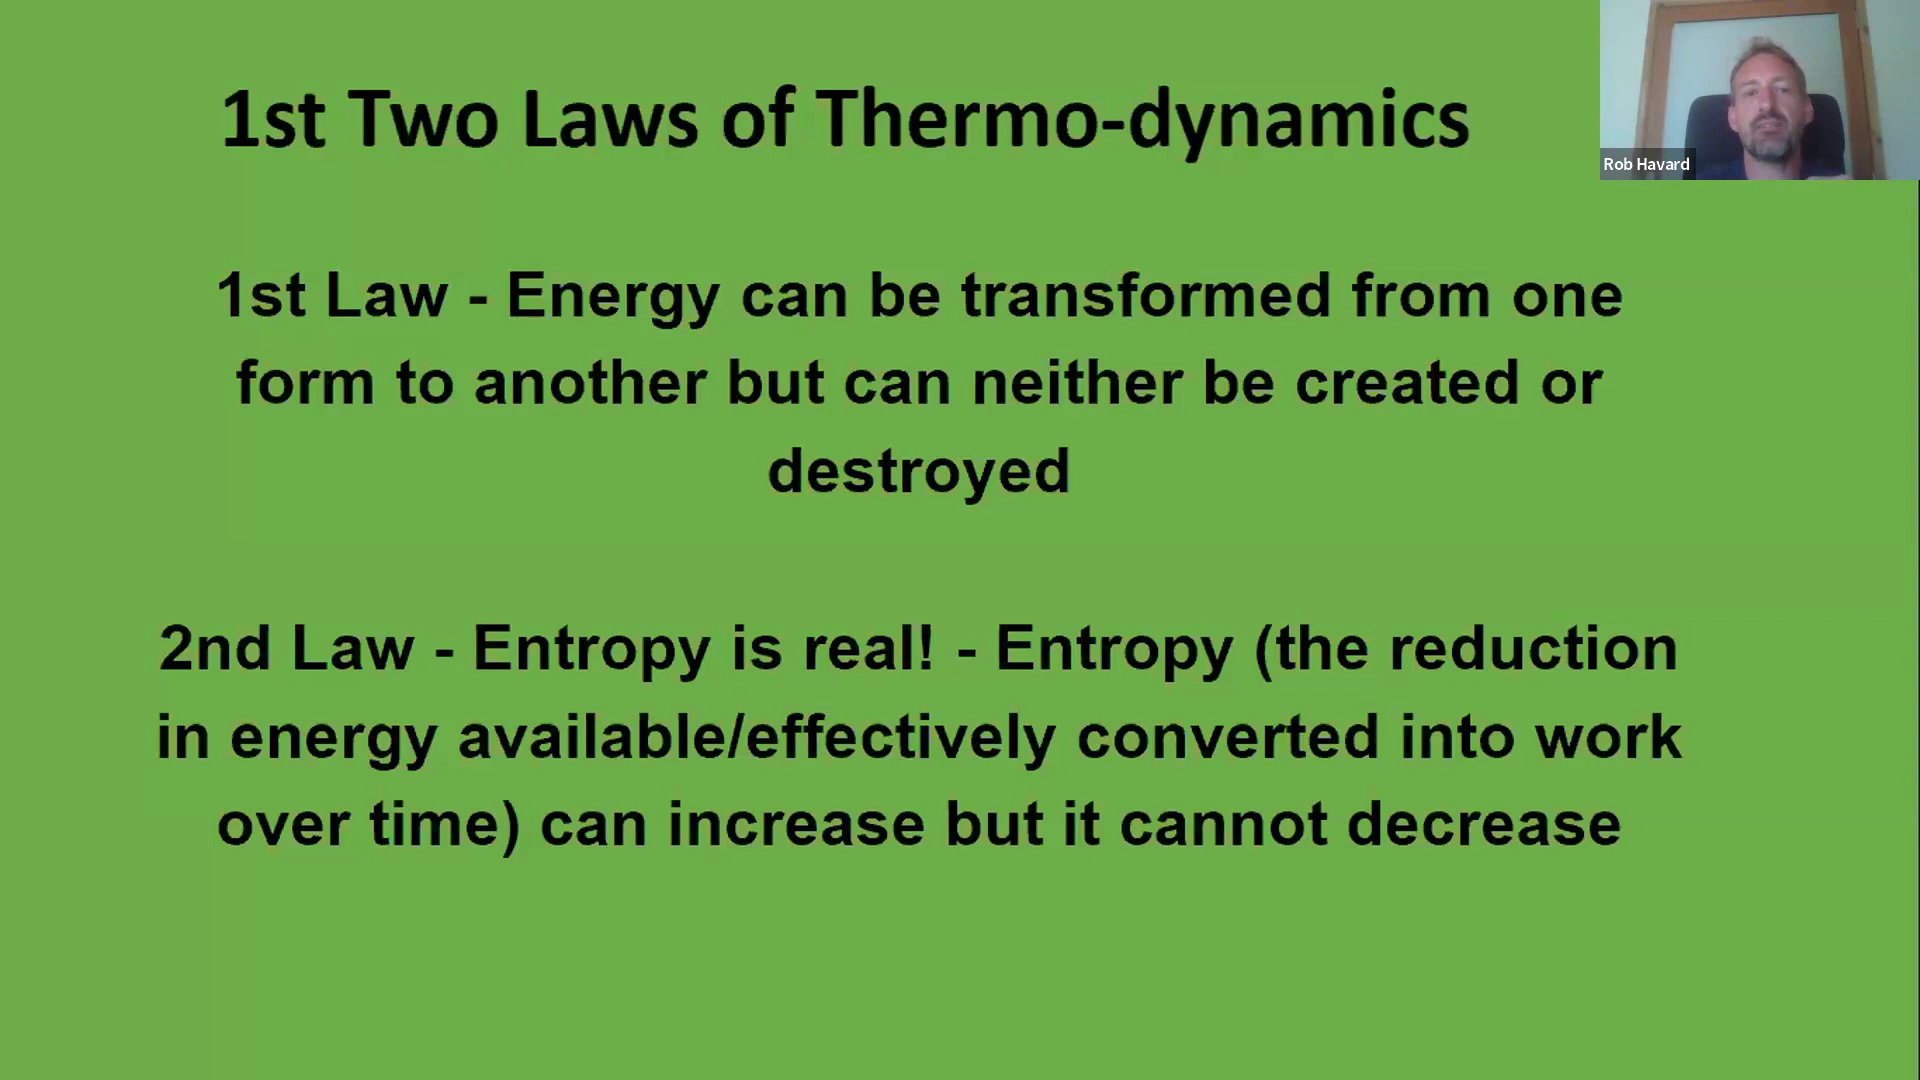 1st Two Laws of Thermo-dynamics
Rob Havard
1st Law - Energy can be transformed from one
form to another but can neither be created or
destroyed
2nd Law - Entropy is real! - Entropy (the reduction
in energy available/effectively converted into work
over time) can increase but it cannot decrease